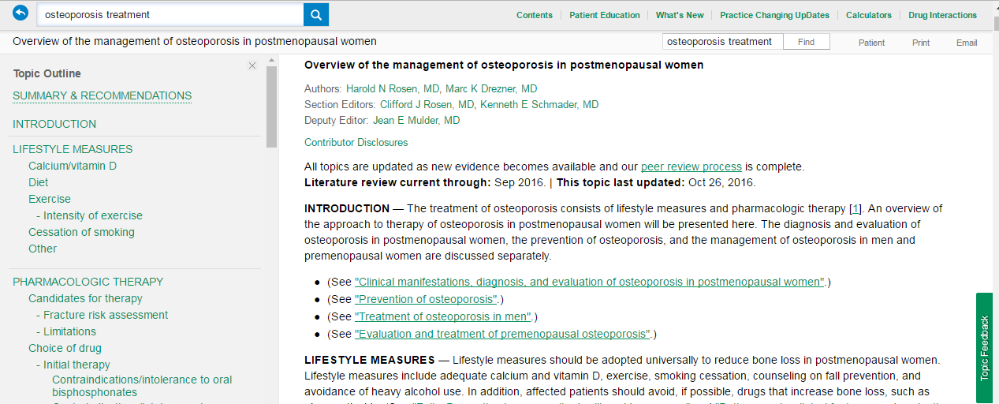 osteoporosis treatment
Contents
Patient Education
What's New
Practice Changing UpDates
Calculators
Drug Interactions
Overview of the management of osteoporosis in postmenopausal women
osteoporosis treatment
Find
Patient
Print
Email
Topic Outline
SUMMARY & RECOMMENDATIONS
INTRODUCTION
LIFESTYLE MEASURES
Calcium/vitamin D
Diet
Exercise
- Intensity of exercise
Cessation of smoking
Other
PHARMACOLOGIC THERAPY
Candidates for therapy
- Fracture risk assessment
- Limitations
Choice of drug
- Initial therapy
Contraindications/intolerance to oral
bisphosphonates
Overview of the management of osteoporosis in postmenopausal women
Authors: Harold N Rosen, MD, Marc K Drezner, MD
Section Editors: Clifford J Rosen, MD, Kenneth E Schmader, MD
Deputy Editor: Jean E Mulder, MD
Contributor Disclosures
All topics are updated as new evidence becomes available and our peer review process is complete.
Literature review current through: Sep 2016. | This topic last updated: Oct 26, 2016.
INTRODUCTION — The treatment of osteoporosis consists of lifestyle measures and pharmacologic therapy [1]. An overview of
the approach to therapy of osteoporosis in postmenopausal women will be presented here. The diagnosis and evaluation of
osteoporosis in postmenopausal women, the prevention of osteoporosis, and the management of osteoporosis in men and
premenopausal women are discussed separately.
● (See "Clinical manifestations, diagnosis, and evaluation of osteoporosis in postmenopausal women".)
● (See "Prevention of osteoporosis".)
● (See "Treatment of osteoporosis in men".)
● (See "Evaluation and treatment of premenopausal osteoporosis".)
LIFESTYLE MEASURES — Lifestyle measures should be adopted universally to reduce bone loss in postmenopausal women.
Lifestyle measures include adequate calcium and vitamin D, exercise, smoking cessation, counseling on fall prevention, and
avoidance of heavy alcohol use. In addition, affected patients should avoid, if possible, drugs that increase bone loss, such as
Topic Feedback